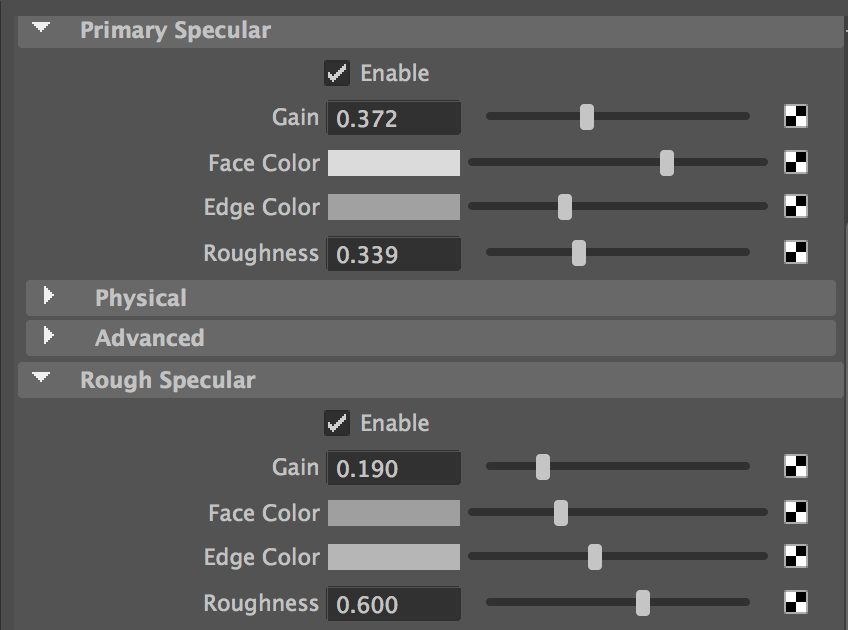 Primary Specular
Enable
Gain 0.372
Face Color
Edge Color
Roughness 0.339
Physical
Advanced
Rough Specular
Enable
Gain 0.190
Face Color
Edge Color
Roughness 0.600